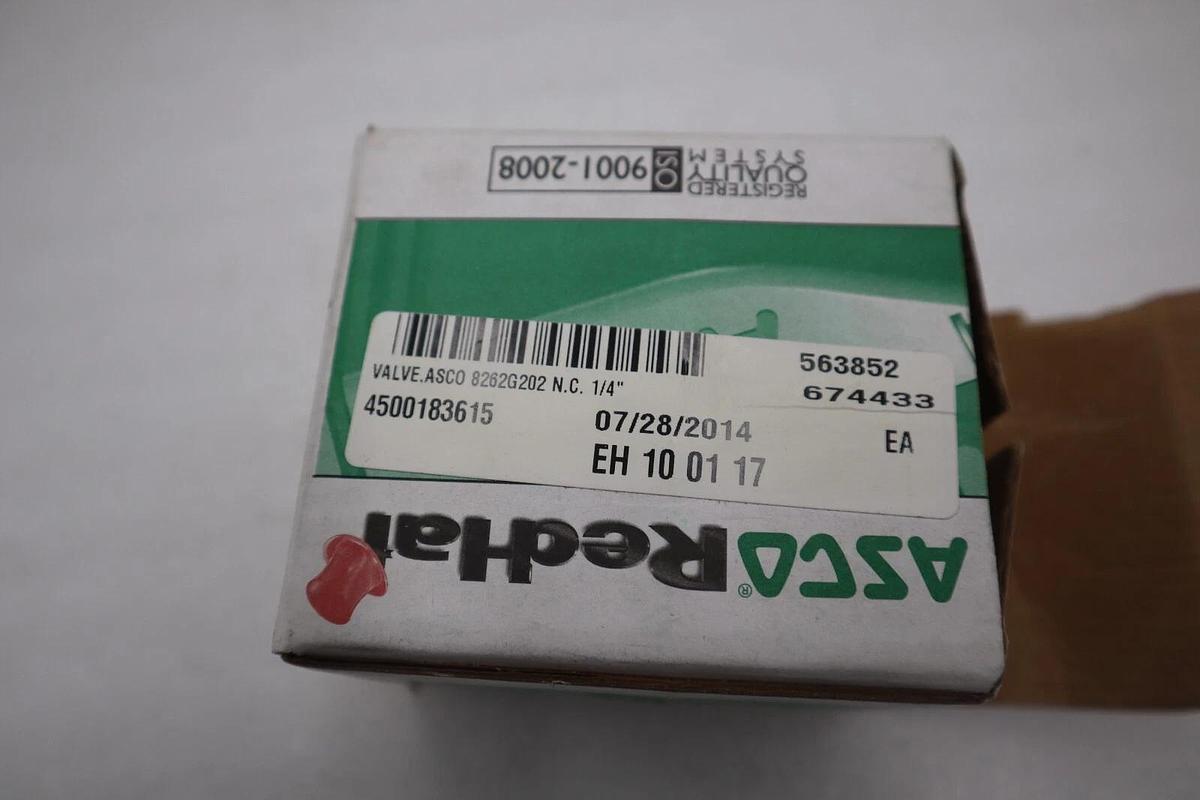 REGISTERED
QUALITY
SYSTEM
ISO 9001-2008
VALVE.ASCO 8262G202 N.C. 1/4"
563852
674433
4500183615
07/28/2014
EA
EH 10 01 17
ASCO® RedHat